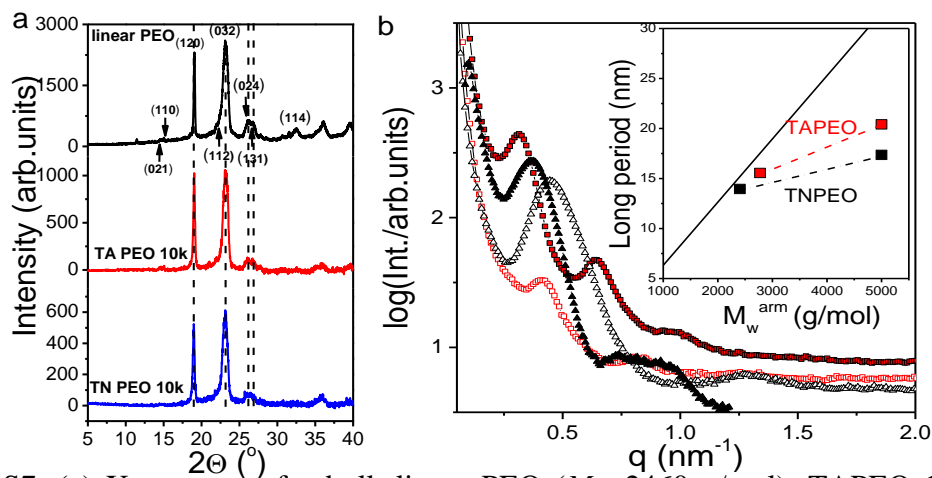 a
linear PEO
(120)
(032)
(024)
(110)
(114)
(021)
(112)
(131)
3000
1500
0
TA PEO 10k
1000
500
0
TN PEO 10k
600
400
200
0
Intensity (arb.units)
5 10 15 20 25 30 35 40
2Θ (°)
b
log(Int./arb.units)
3
2
1
0.5 1.0 1.5 2.0
q (nm⁻¹)
Long period (nm)
30
25
20
15
10
5
TAPEO
TNPEO
1000 2000 3000 4000 5000
M_w^arm (g/mol)